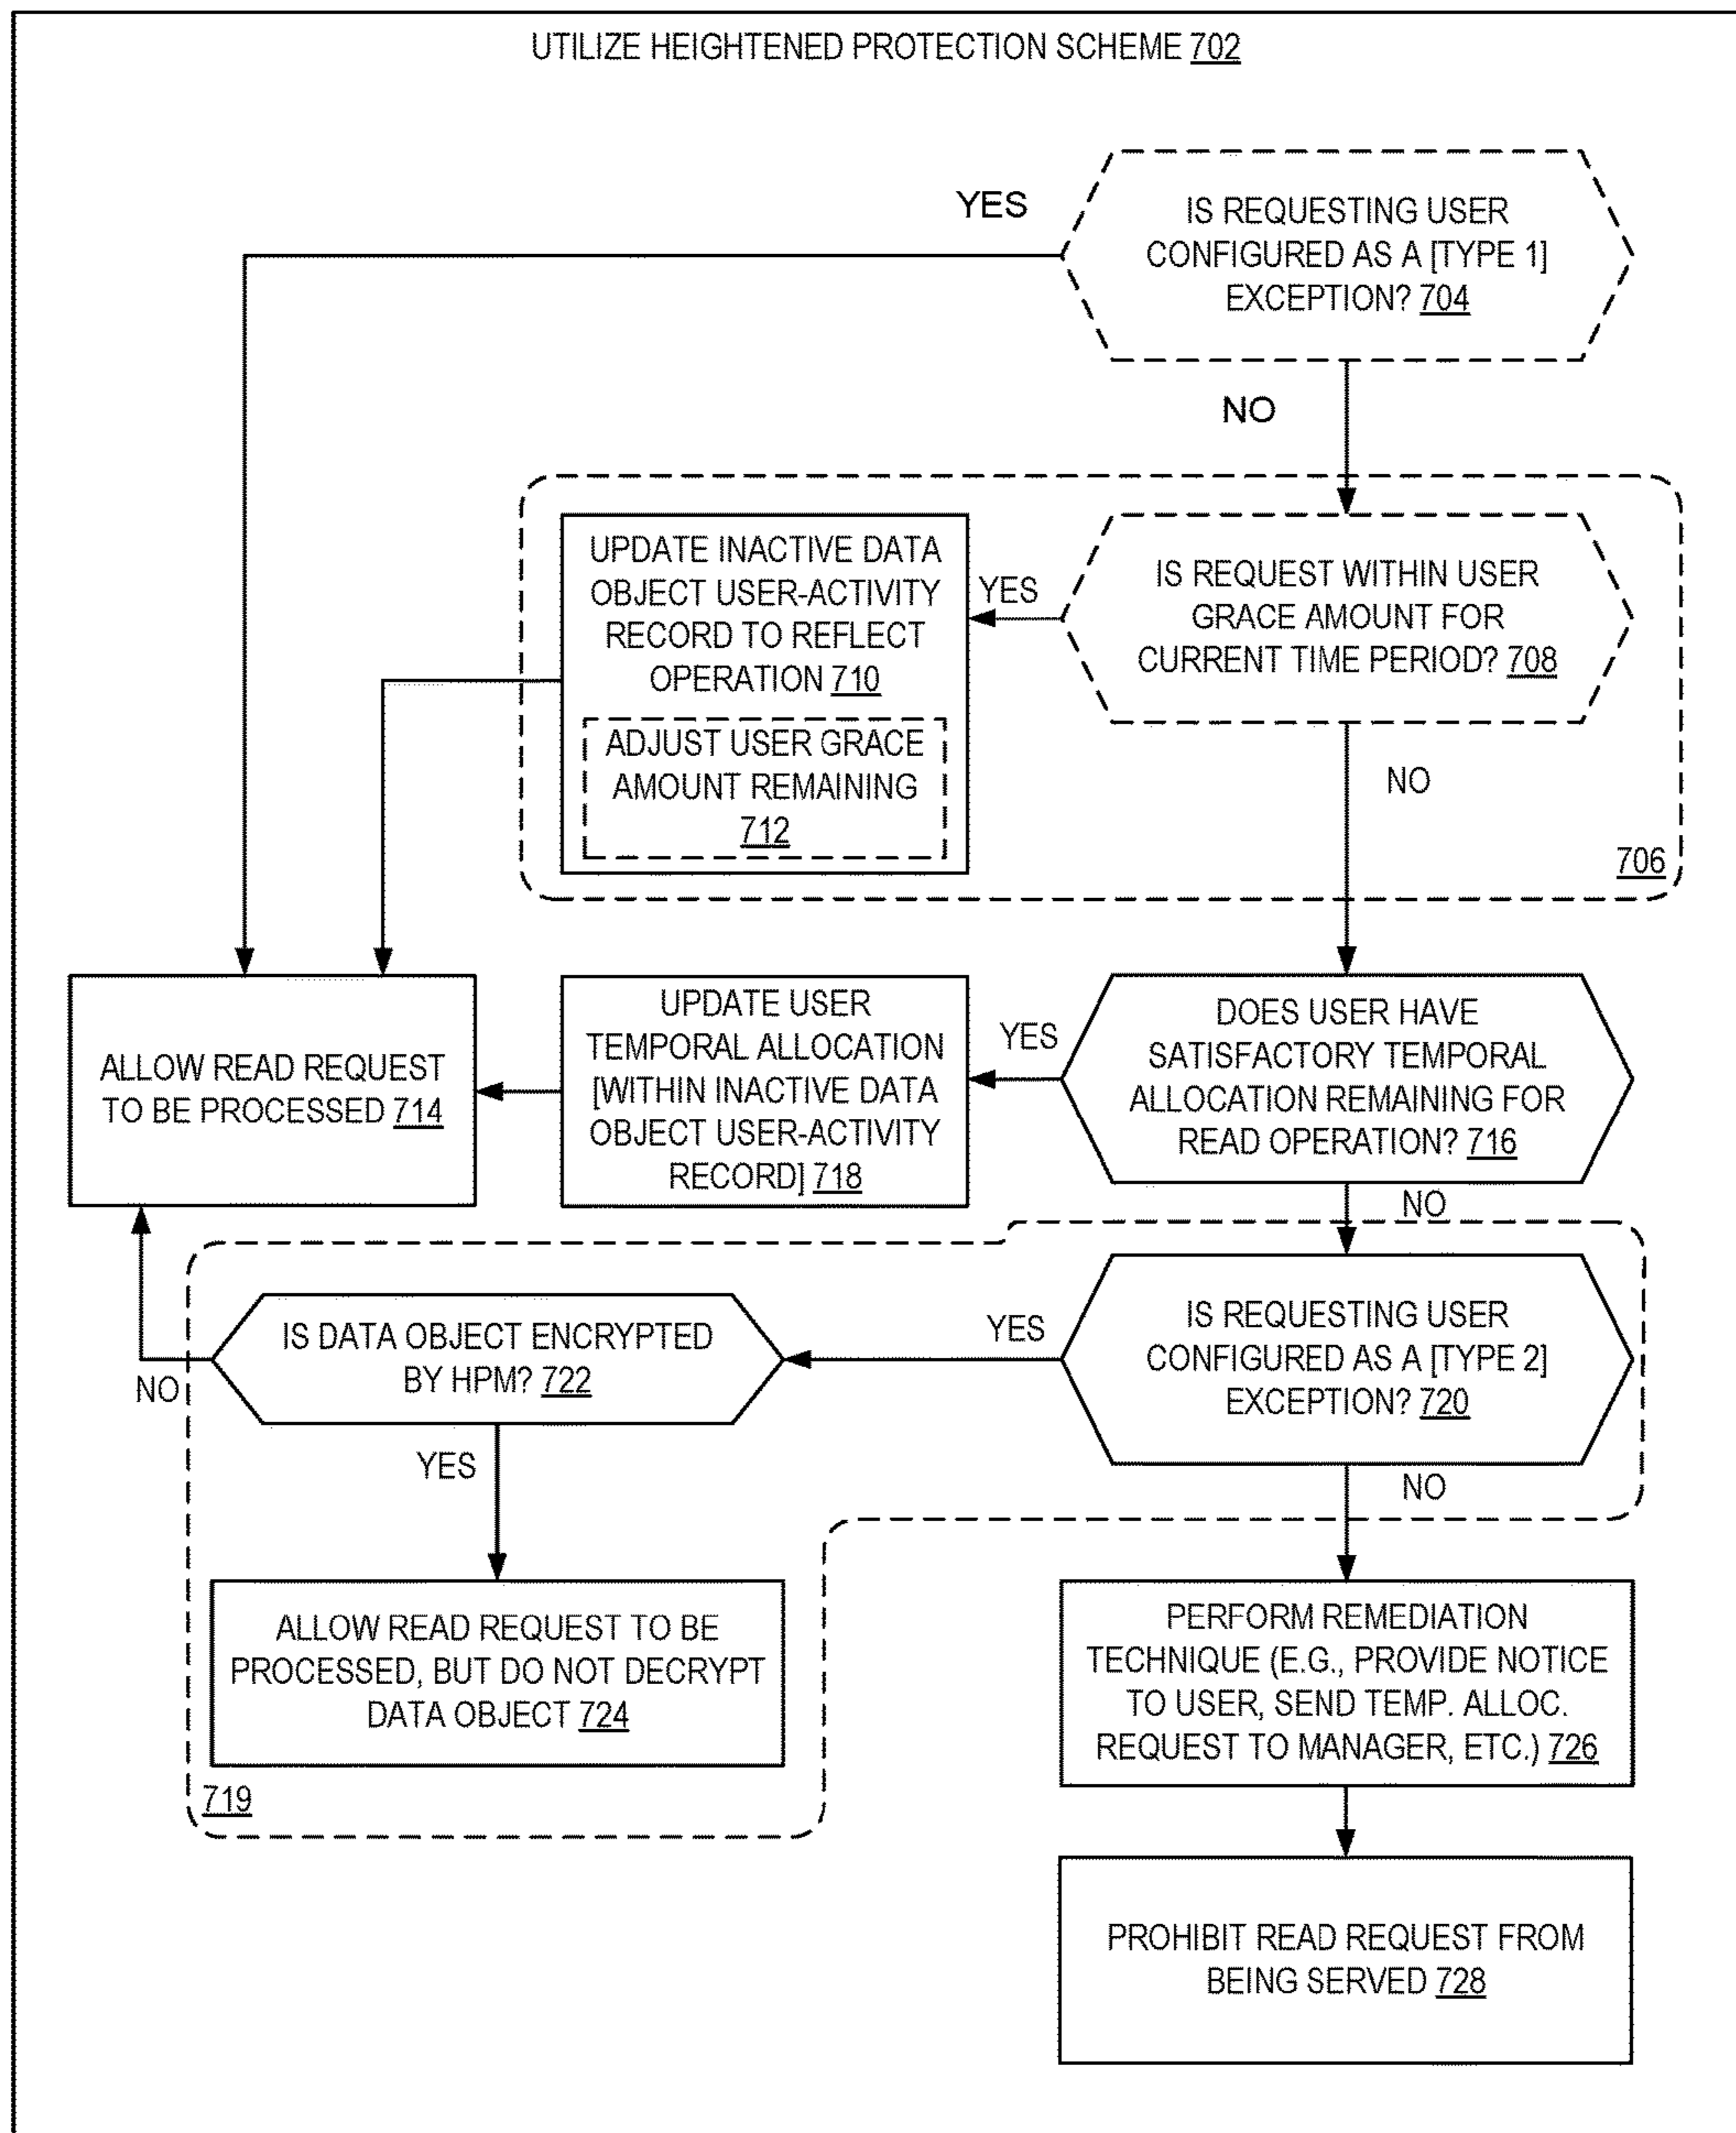 UTILIZE HEIGHTENED PROTECTION SCHEME 702
YES
IS REQUESTING USER
CONFIGURED AS A [TYPE 1]
EXCEPTION? 704
NO
UPDATE INACTIVE DATA
OBJECT USER-ACTIVITY
RECORD TO REFLECT
OPERATION 710
ADJUST USER GRACE
AMOUNT REMAINING
712
YES
IS REQUEST WITHIN USER
GRACE AMOUNT FOR
CURRENT TIME PERIOD? 708
NO
706
ALLOW READ REQUEST
TO BE PROCESSED 714
UPDATE USER
TEMPORAL ALLOCATION
[WITHIN INACTIVE DATA
OBJECT USER-ACTIVITY
RECORD] 718
YES
DOES USER HAVE
SATISFACTORY TEMPORAL
ALLOCATION REMAINING FOR
READ OPERATION? 716
NO
IS DATA OBJECT ENCRYPTED
BY HPM? 722
NO
YES
YES
IS REQUESTING USER
CONFIGURED AS A [TYPE 2]
EXCEPTION? 720
NO
ALLOW READ REQUEST TO BE
PROCESSED, BUT DO NOT DECRYPT
DATA OBJECT 724
719
PERFORM REMEDIATION
TECHNIQUE (E.G., PROVIDE NOTICE
TO USER, SEND TEMP. ALLOC.
REQUEST TO MANAGER, ETC.) 726
PROHIBIT READ REQUEST FROM
BEING SERVED 728